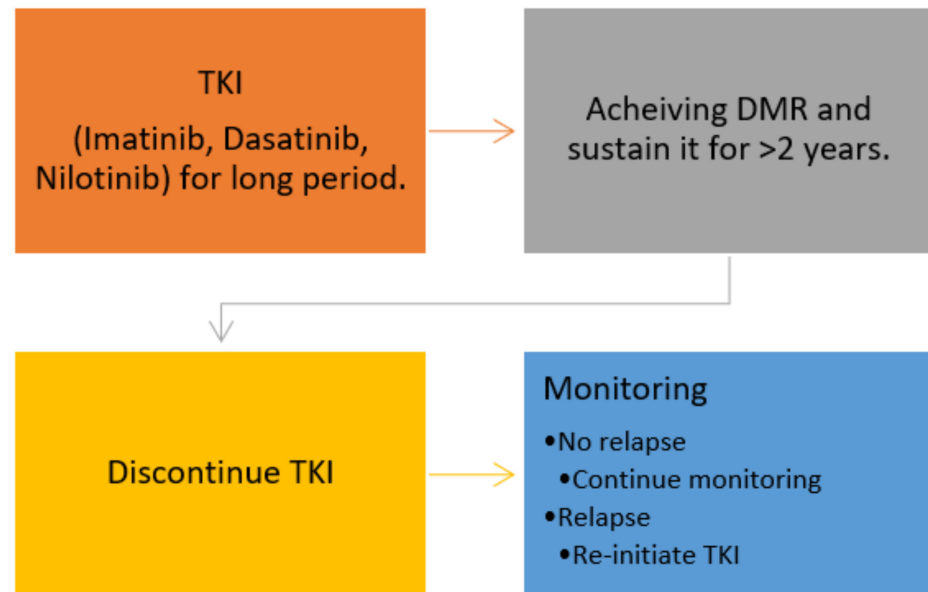 TKI
(Imatinib, Dasatinib,
Nilotinib) for long period.
Acheiving DMR and
sustain it for >2 years.
Discontinue TKI
Monitoring
•No relapse
•Continue monitoring
•Relapse
•Re-initiate TKI